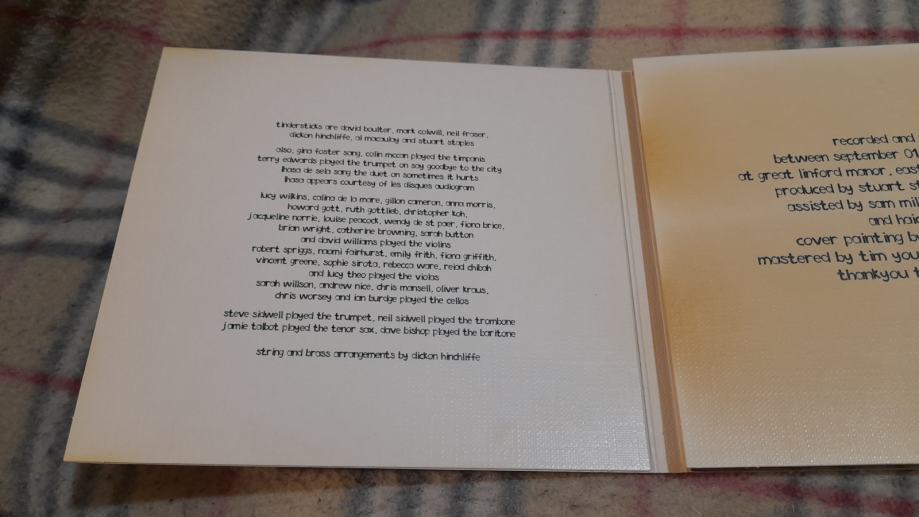 tindersticks are david boulter, mark colwill, neil fraser,
dickon hinchliffe, al macaulay and stuart staples
also, gina foster sang, colin mccan played the timpanis
terry edwards played the trumpet on say goodbye to the city
lhasa de sela sang the duet on sometimes it hurts
lhasa appears courtesy of les disques audiogram
lucy wilkins, calina de la mare, gillon cameron, anna morris,
howard gott, ruth gottlieb, christopher koh,
jacqueline norrie, louise peacock, wendy de st paer, fiona brice,
brian wright, catherine browning, sarah button
and david williams played the violins
robert spriggs, naomi fairhurst, emily frith, fiona griffith,
vincent greene, sophie sirota, rebecca ware, reiad chibah
and lucy theo played the violas
sarah willson, andrew nice, chris mansell, oliver kraus,
chris worsey and ian burdge played the cellos
steve sidwell played the trumpet, neil sidwell played the trombone
jamie talbot played the tenor sax, dave bishop played the baritone
string and brass arrangements by dickon hinchliffe
recorded and
between september 01
at great linford manor, east
produced by stuart st
assisted by sam mil
and haid
cover painting by
mastered by tim you
thankyou t